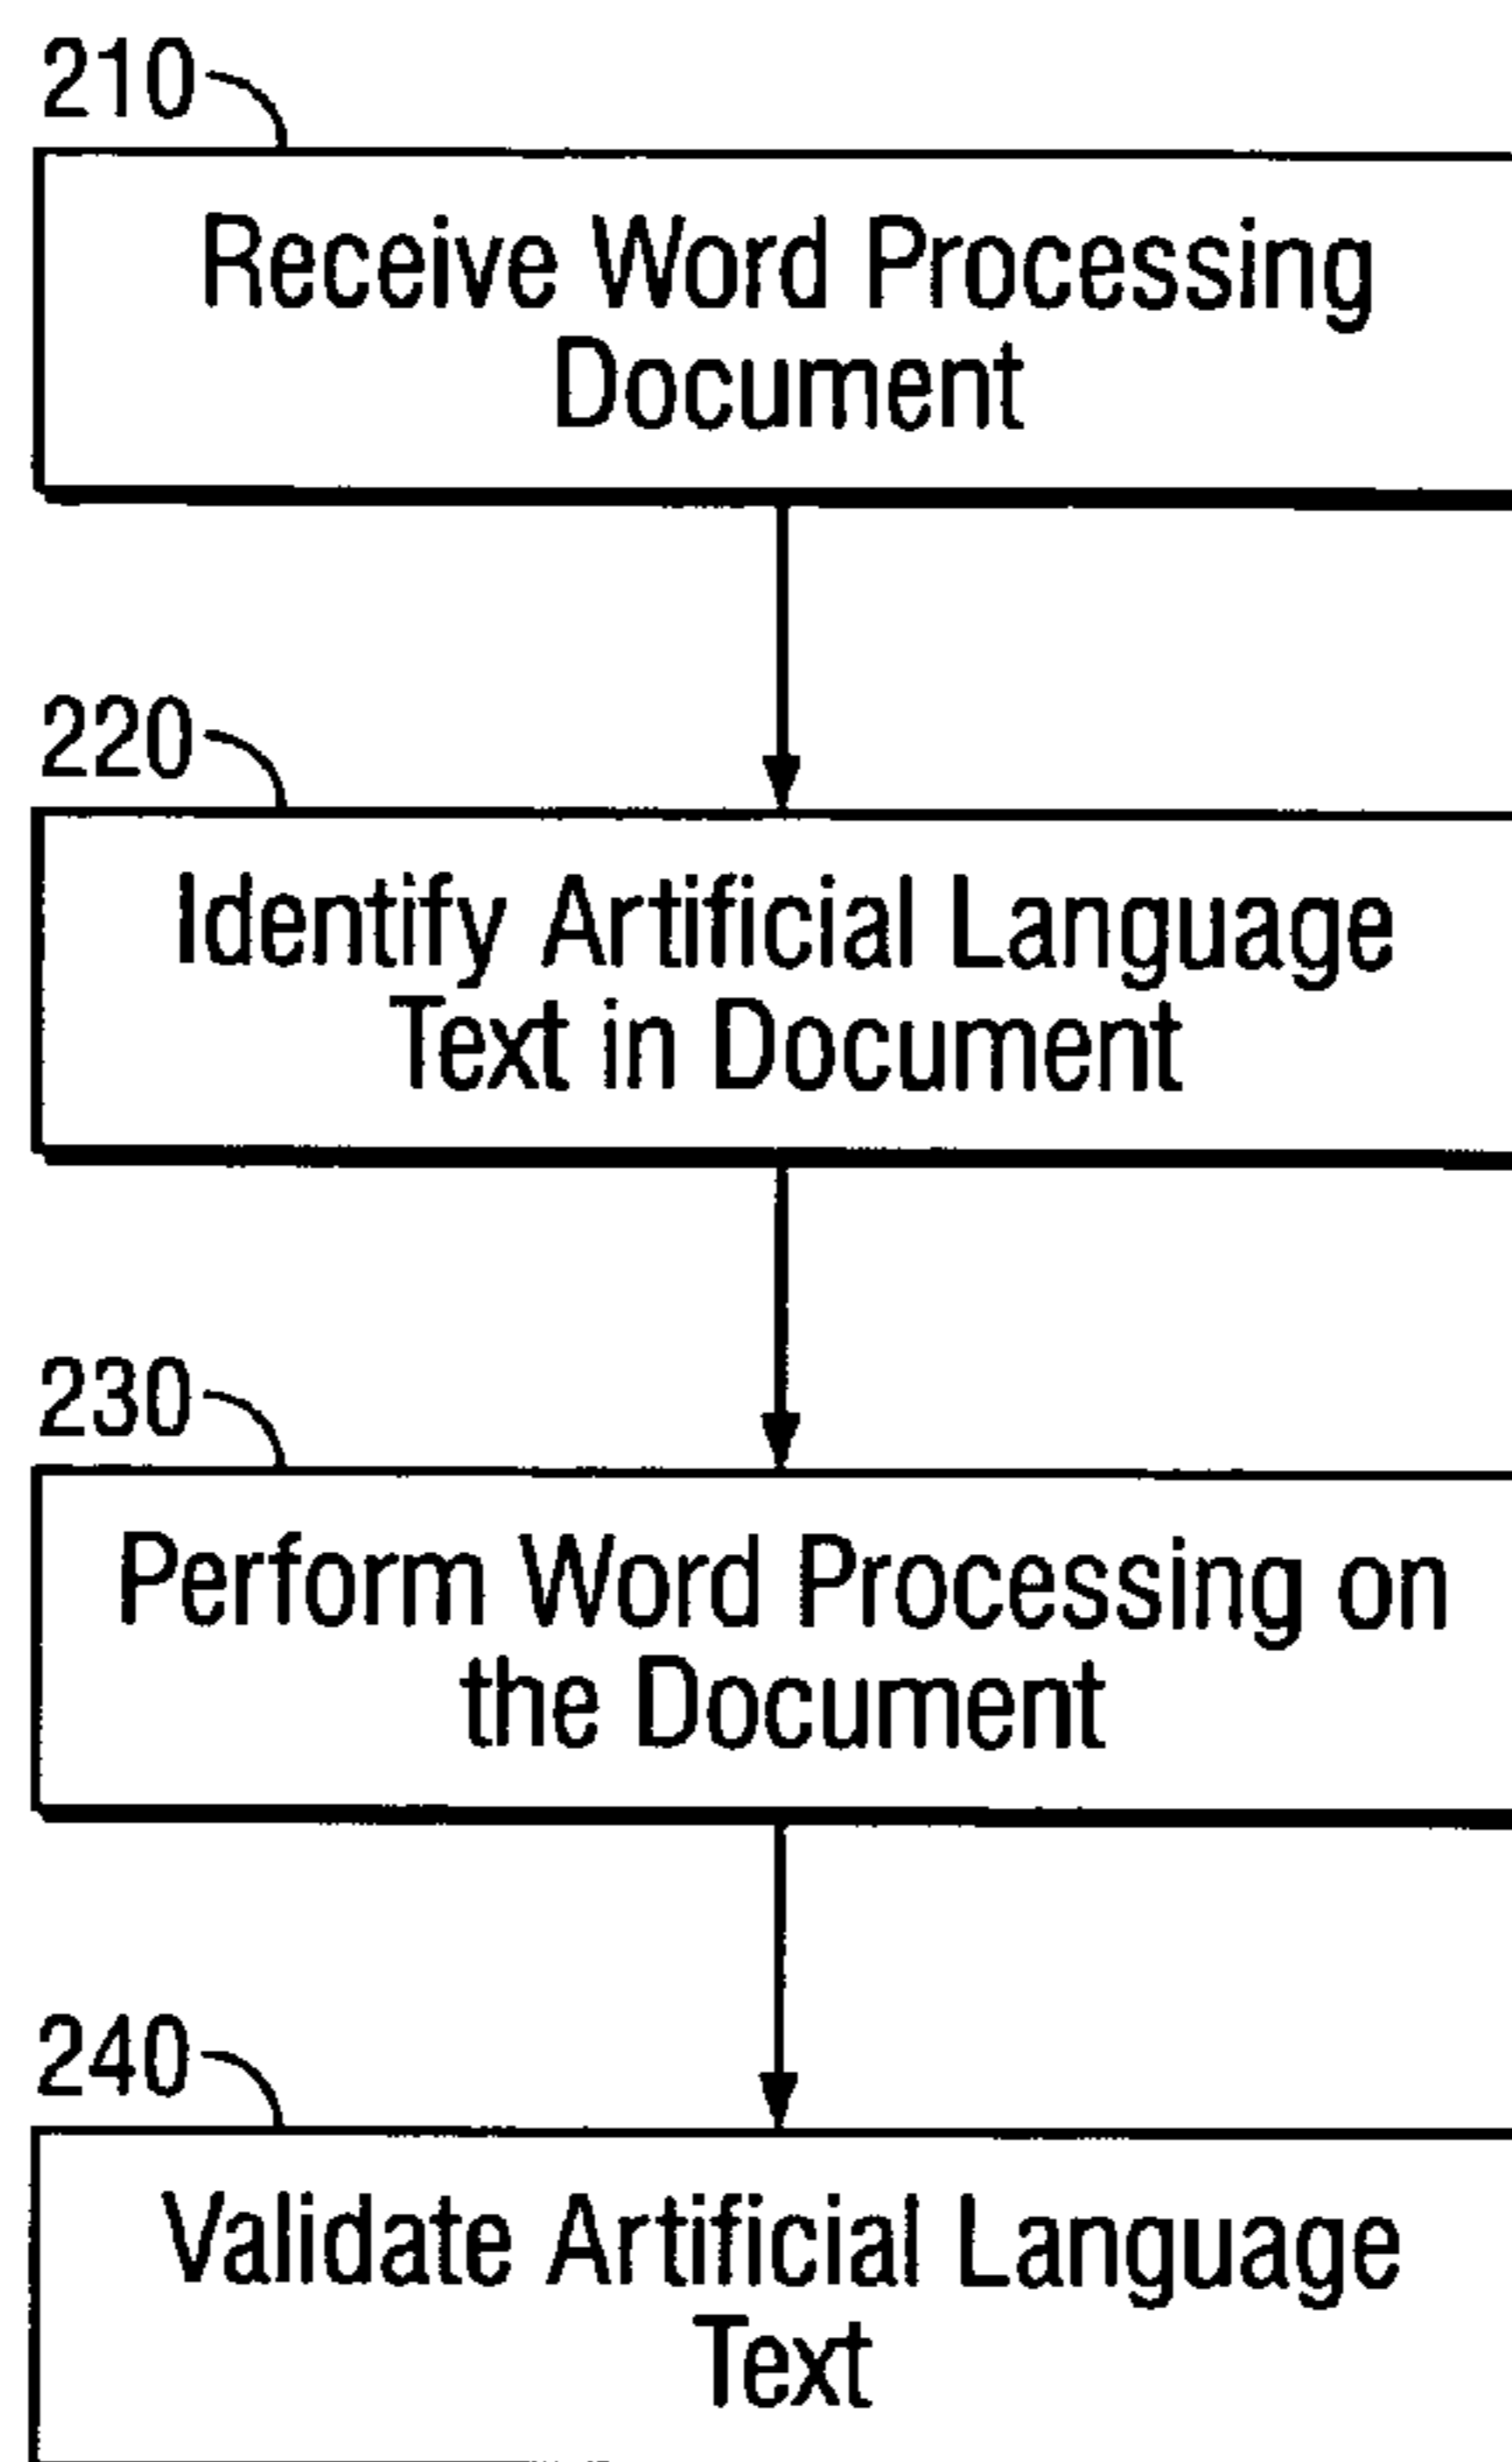 210
Receive Word Processing
Document
220
Identify Artificial Language
Text in Document
230
Perform Word Processing on
the Document
240
Validate Artificial Language
Text